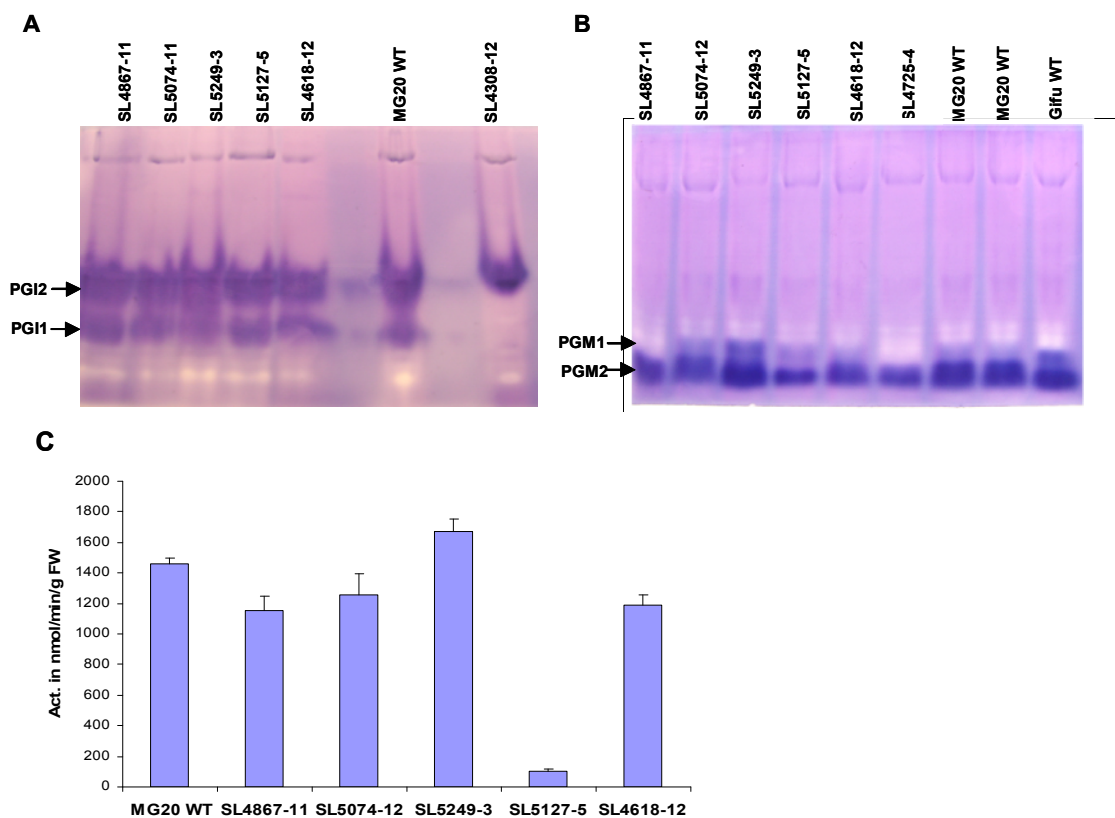 A
SL4867-11
SL5074-11
SL5249-3
SL5127-5
SL4618-12
MG20 WT
SL4308-12
PGI2
PGI1
B
SL4867-11
SL5074-12
SL5249-3
SL5127-5
SL4618-12
SL4725-4
MG20 WT
MG20 WT
Gifu WT
PGM1
PGM2
C
Act. in nmol/min/g FW
2000
1800
1600
1400
1200
1000
800
600
400
200
0
MG20 WT SL4867-11 SL5074-12 SL5249-3 SL5127-5 SL4618-12